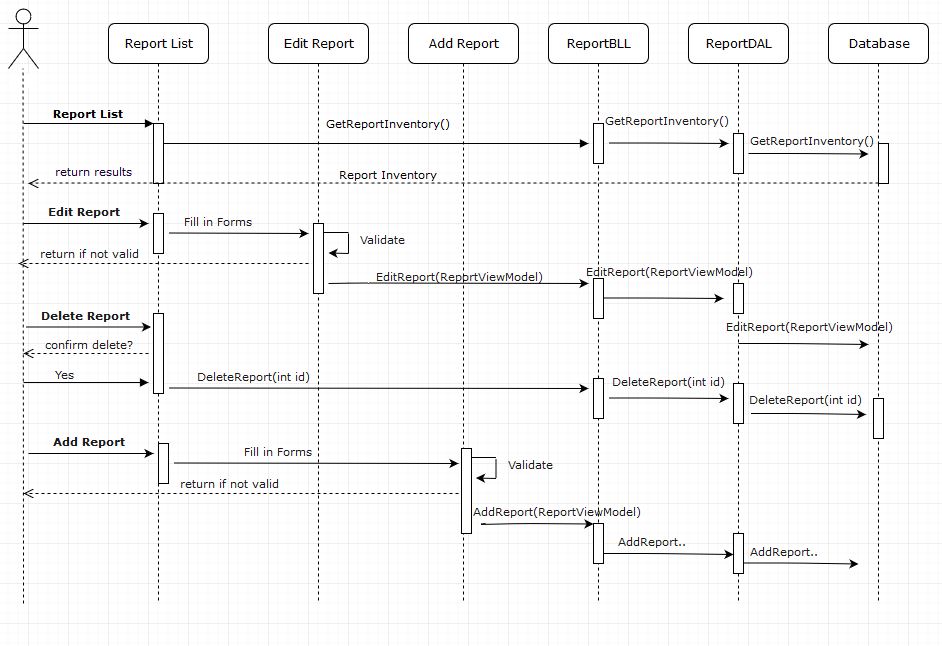 Report List
Edit Report
Add Report
ReportBLL
ReportDAL
Database
Report List
GetReportInventory()
GetReportInventory()
GetReportInventory()
return results
Report Inventory
Edit Report
Fill in Forms
Validate
return if not valid
EditReport(ReportViewModel)
EditReport(ReportViewModel)
Delete Report
EditReport(ReportViewModel)
confirm delete?
Yes
DeleteReport(int id)
DeleteReport(int id)
DeleteReport(int id)
Add Report
Fill in Forms
Validate
return if not valid
AddReport(ReportViewModel)
AddReport..
AddReport..